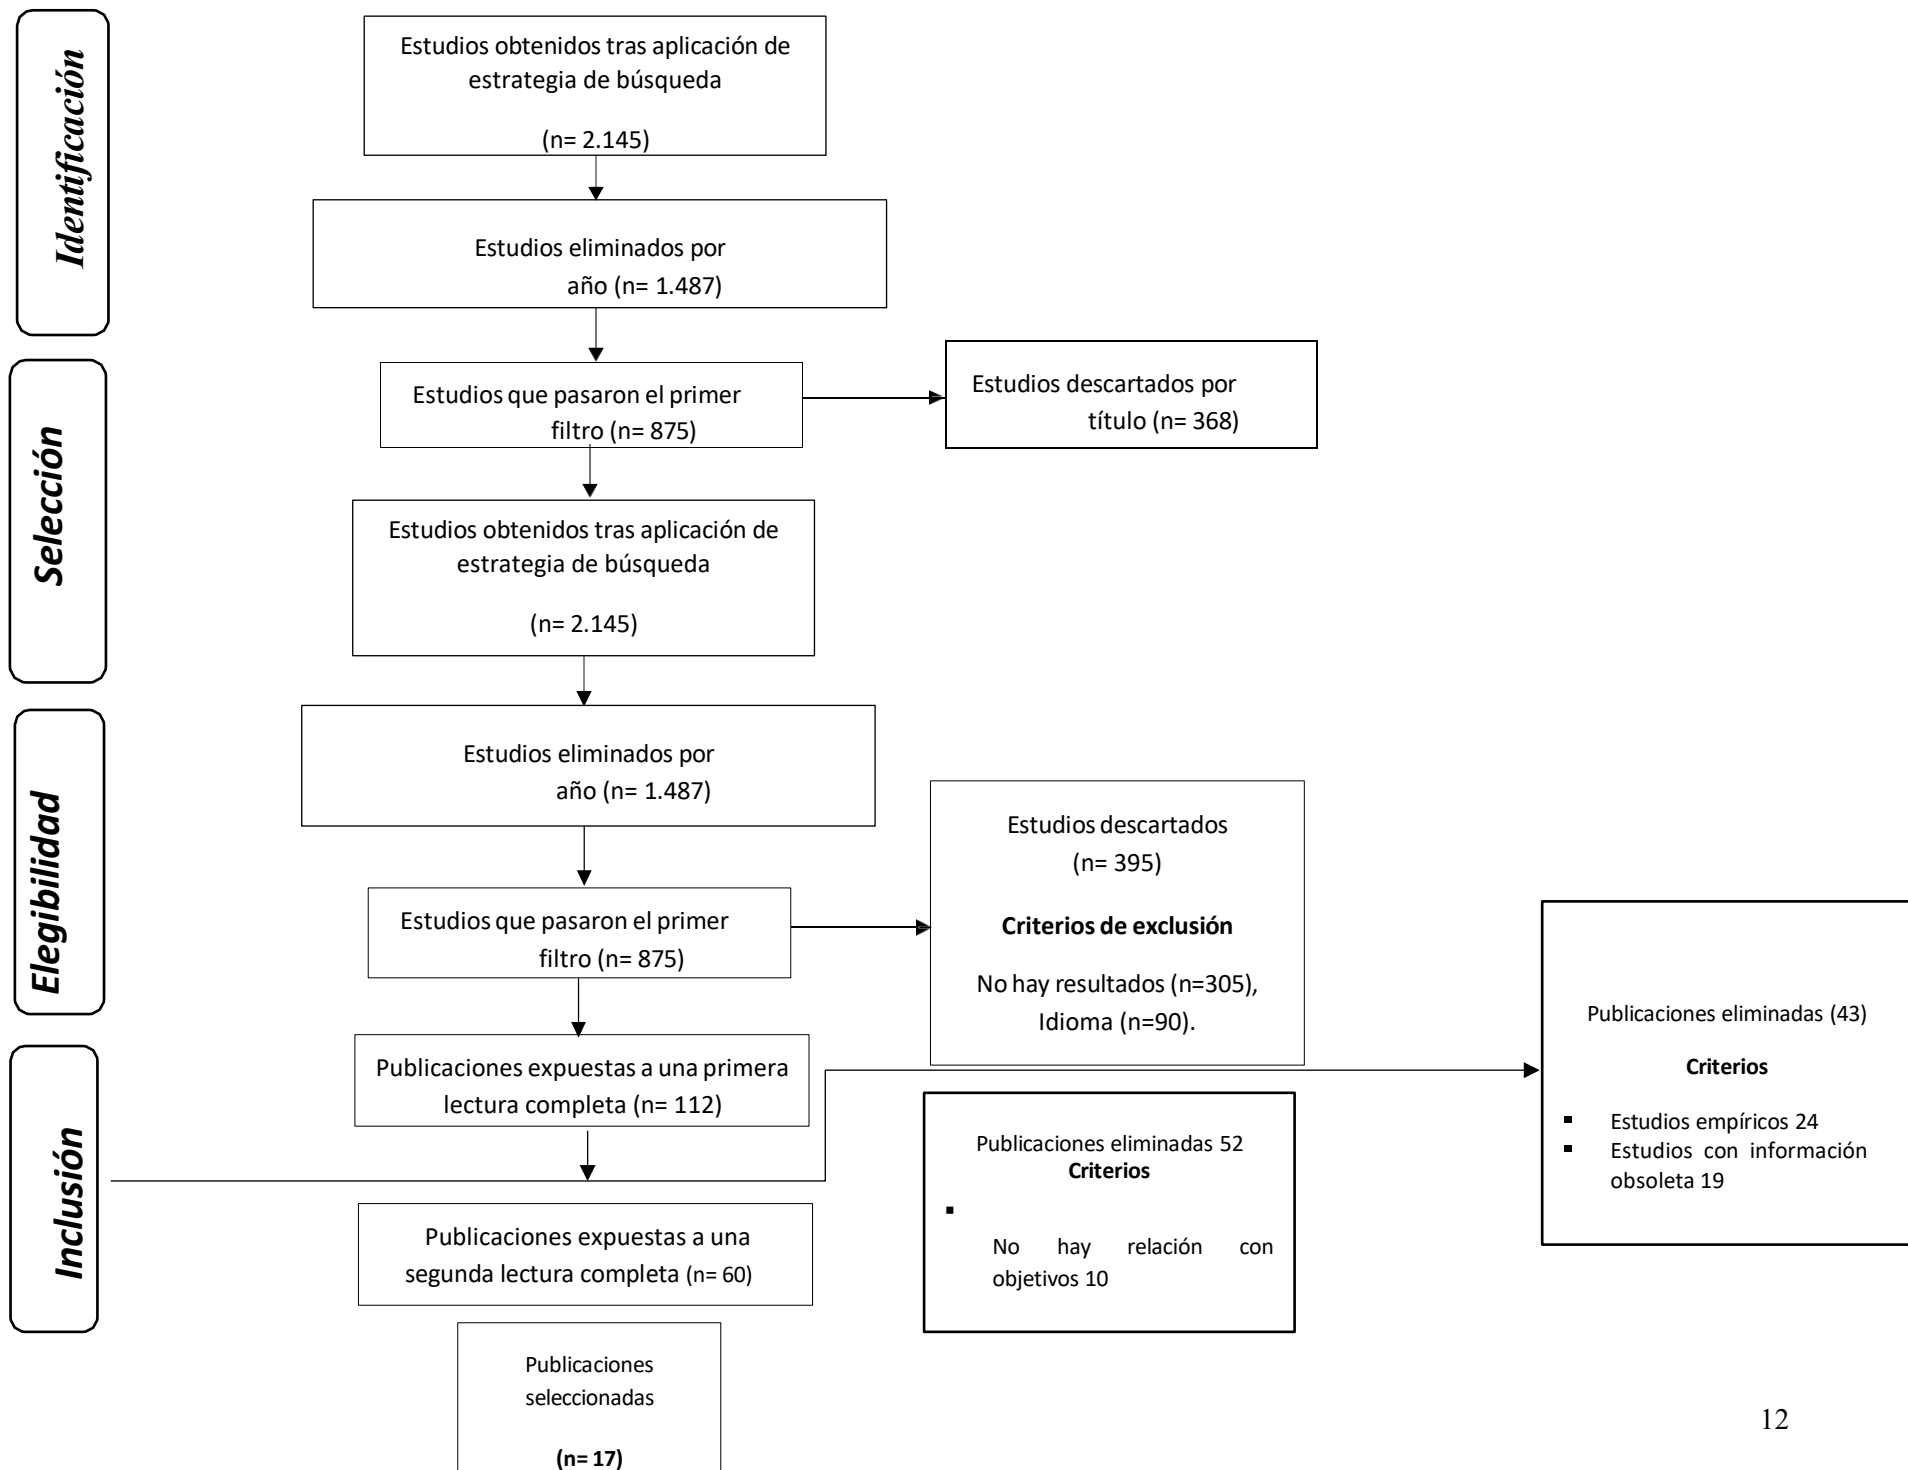 Identificación
Estudios obtenidos tras aplicación de
estrategia de búsqueda
(n= 2.145)
Estudios eliminados por
año (n= 1.487)
Selección
Estudios que pasaron el primer
filtro (n= 875)
Estudios descartados por
título (n= 368)
Estudios obtenidos tras aplicación de
estrategia de búsqueda
(n= 2.145)
Elegibilidad
Estudios eliminados por
año (n= 1.487)
Estudios que pasaron el primer
filtro (n= 875)
Estudios descartados
(n= 395)
Criterios de exclusión
No hay resultados (n=305),
Idioma (n=90).
Inclusión
Publicaciones expuestas a una primera
lectura completa (n= 112)
Publicaciones eliminadas 52
Criterios
▪
No hay relación con
objetivos 10
Publicaciones eliminadas (43)
Criterios
▪ Estudios empíricos 24
▪ Estudios con información
obsoleta 19
Publicaciones expuestas a una
segunda lectura completa (n= 60)
Publicaciones
seleccionadas
(n= 17)
12